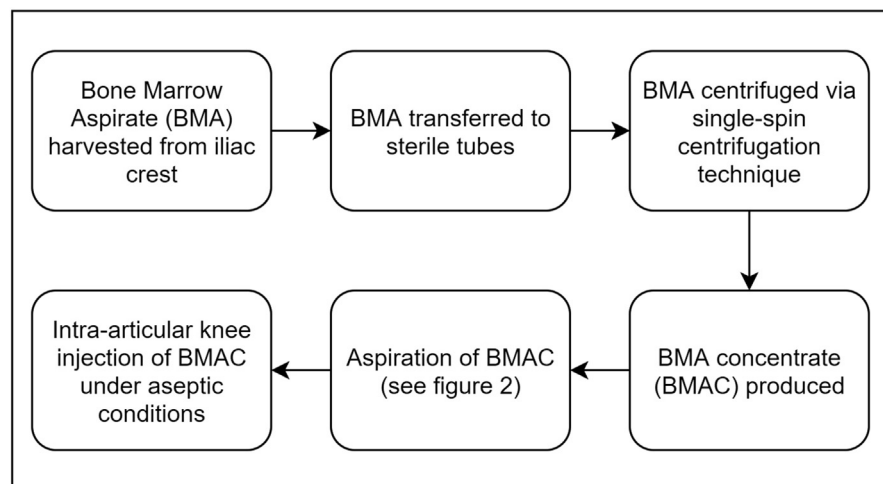 Bone Marrow
Aspirate (BMA)
harvested from iliac
crest
BMA transferred to
sterile tubes
BMA centrifuged via
single-spin
centrifugation
technique
BMA concentrate
(BMAC) produced
Aspiration of BMAC
(see figure 2)
Intra-articular knee
injection of BMAC
under aseptic
conditions